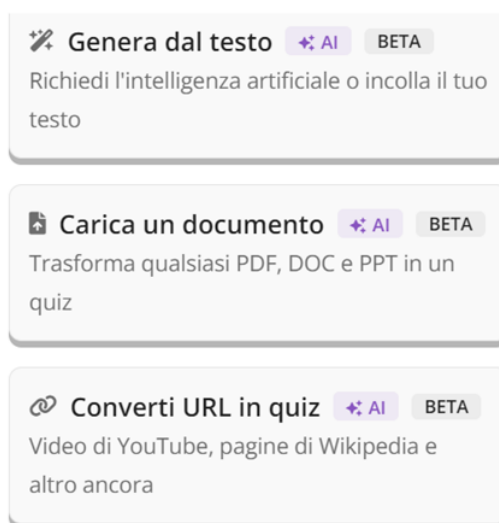 Genera dal testo AI BETA
Richiedi l'intelligenza artificiale o incolla il tuo
testo
Carica un documento AI BETA
Trasforma qualsiasi PDF, DOC e PPT in un
quiz
Converti URL in quiz AI BETA
Video di YouTube, pagine di Wikipedia e
altro ancora